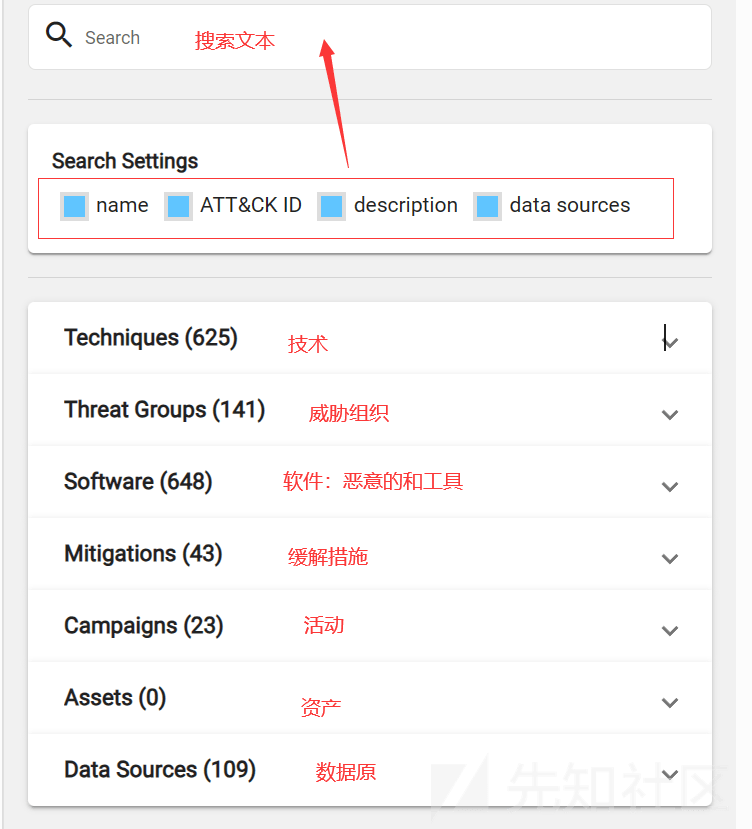 Search 搜索文本
Search Settings
name ATT&CK ID description data sources
Techniques (625) 技术
Threat Groups (141) 威胁组织
Software (648) 软件：恶意的和工具
Mitigations (43) 缓解措施
Campaigns (23) 活动
Assets (0) 资产
Data Sources (109) 数据原
先知社区